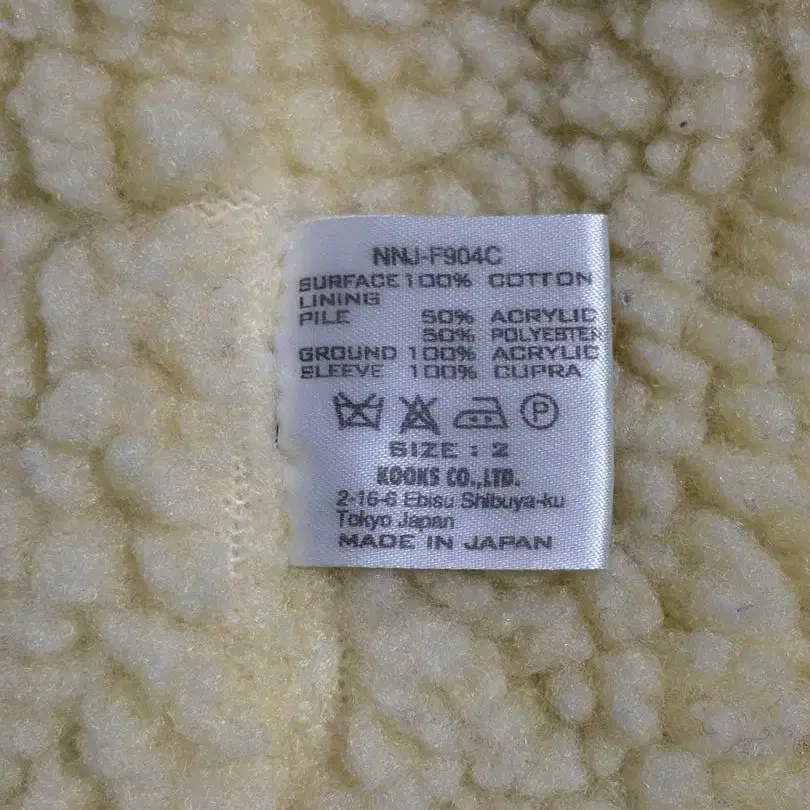 NNJ-F904C
SURFACE 100% COTTON
LINING
PILE 50% ACRYLIC
50% POLYESTER
GROUND 100% ACRYLIC
SLEEVE 100% CUPRA
P
SIZE : 2
KOOKS CO.,LTD.
2-16-6 Ebisu Shibuya-ku
Tokyo Japan
MADE IN JAPAN